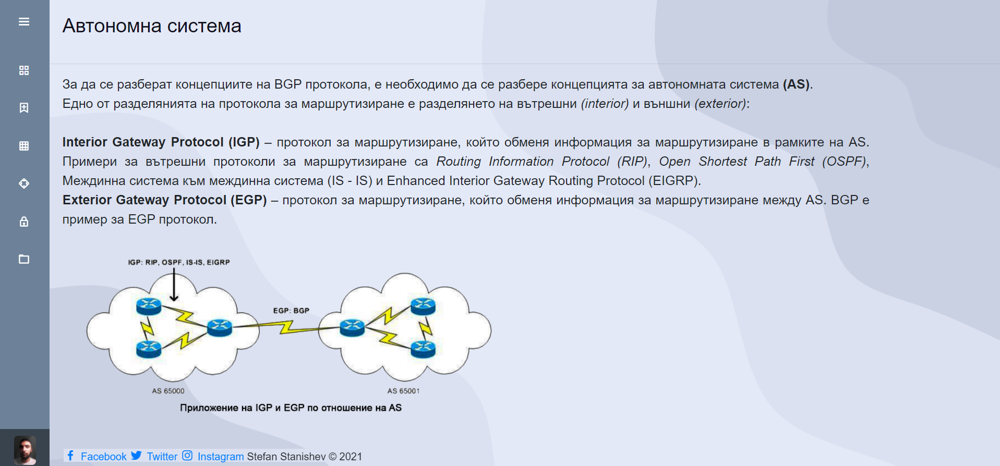 Автономна система
За да се разберат концепциите на BGP протокола, е необходимо да се разбере концепцията за автономната система (AS).
Едно от разделянията на протокола за маршрутизиране е разделянето на вътрешни (interior) и външни (exterior):
Interior Gateway Protocol (IGP) – протокол за маршрутизиране, който обменя информация за маршрутизиране в рамките на AS.
Примери за вътрешни протоколи за маршрутизиране са Routing Information Protocol (RIP), Open Shortest Path First (OSPF),
Междинна система към междинна система (IS - IS) и Enhanced Interior Gateway Routing Protocol (EIGRP).
Exterior Gateway Protocol (EGP) – протокол за маршрутизиране, който обменя информация за маршрутизиране между AS. BGP е
пример за EGP протокол.
IGP: RIP, OSPF, IS-IS, EIGRP
EGP: BGP
AS 65000
AS 65001
Приложение на IGP и EGP по отношение на AS
Facebook Twitter Instagram Stefan Stanishev © 2021